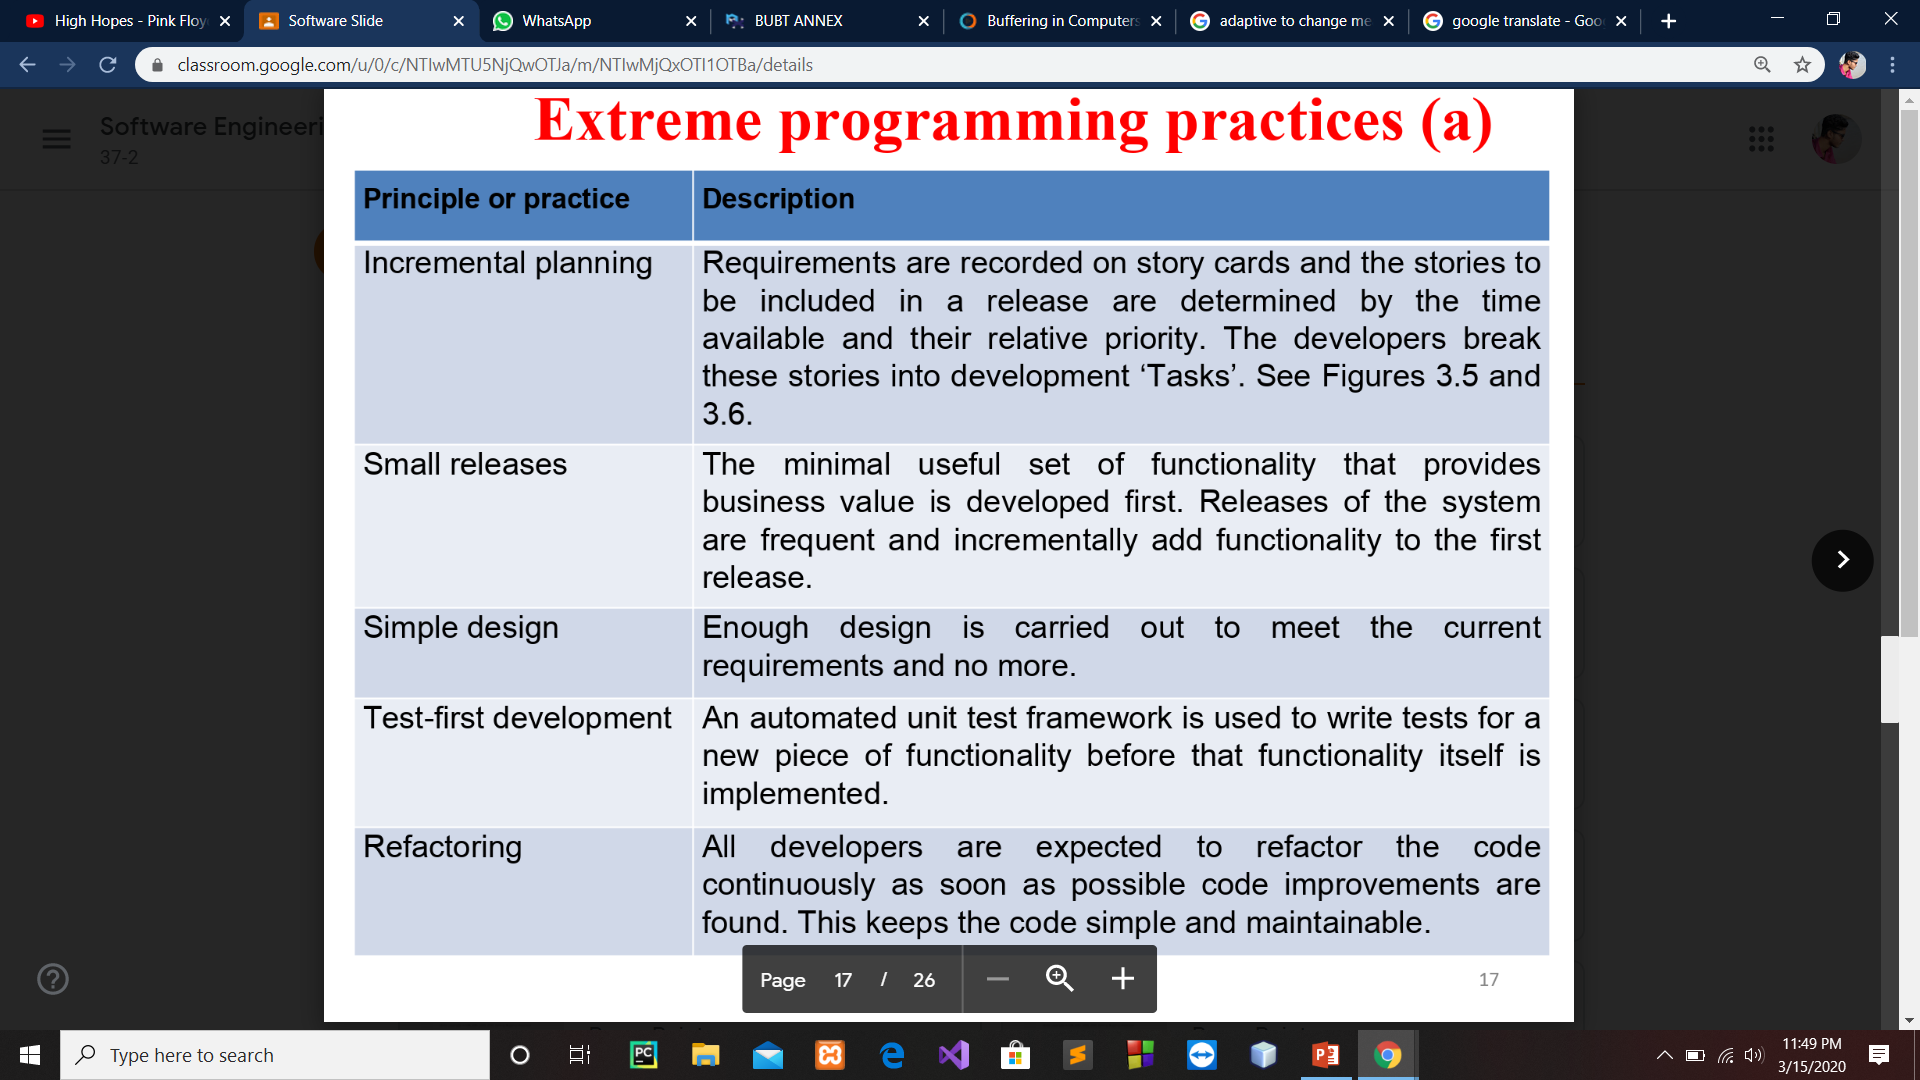 High Hopes - Pink Floy
Software Slide
WhatsApp
BUBT ANNEX
Buffering in Computers
adaptive to change me
google translate - Goo
classroom.google.com/u/0/c/NTIwMTU5NjQwOTJa/m/NTIwMjQxOTI1OTBa/details
Software Engineeri
37-2
Extreme programming practices (a)
Principle or practice
Description
Incremental planning
Requirements are recorded on story cards and the stories to
be included in a release are determined by the time
available and their relative priority. The developers break
these stories into development ‘Tasks’. See Figures 3.5 and
3.6.
Small releases
The minimal useful set of functionality that provides
business value is developed first. Releases of the system
are frequent and incrementally add functionality to the first
release.
Simple design
Enough design is carried out to meet the current
requirements and no more.
Test-first development
An automated unit test framework is used to write tests for a
new piece of functionality before that functionality itself is
implemented.
Refactoring
All developers are expected to refactor the code
continuously as soon as possible code improvements are
found. This keeps the code simple and maintainable.
Page 17 / 26
17
Type here to search
11:49 PM
3/15/2020